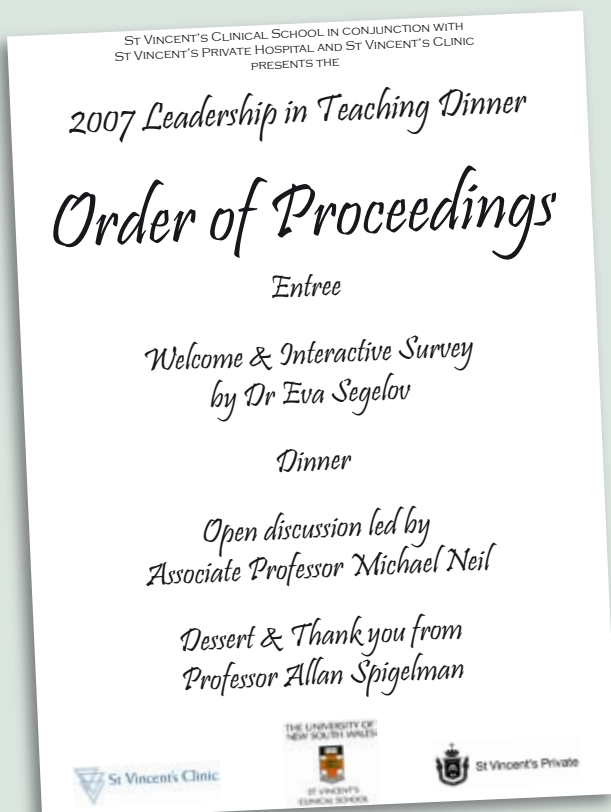 St Vincent's Clinical School in conjunction with
St Vincent's Private Hospital and St Vincent's Clinic
presents the
2007 Leadership in Teaching Dinner
Order of Proceedings
Entree
Welcome & Interactive Survey
by Dr Eva Segelov
Dinner
Open discussion led by
Associate Professor Michael Neil
Dessert & Thank you from
Professor Allan Spigelman
THE UNIVERSITY OF
NEW SOUTH WALES
ST VINCENT'S
CLINICAL SCHOOL
St Vincent's Clinic
St Vincent's Private